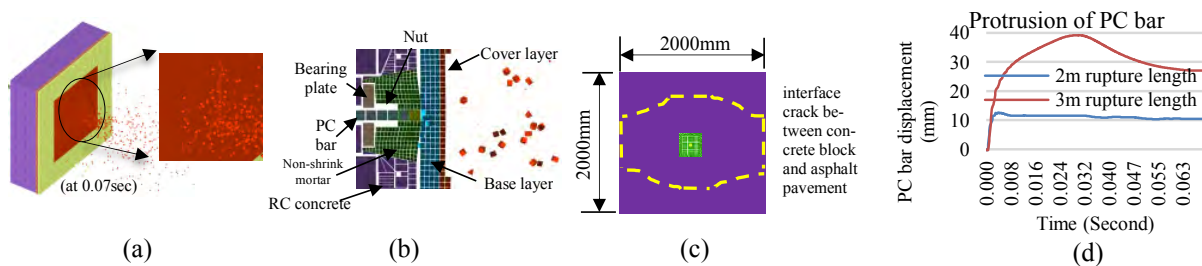 (at 0.07sec)
(a)
Nut
Cover layer
Bearing
plate
PC
bar
Non-shrink
mortar
Base layer
RC concrete
(b)
2000mm
2000mm
interface
crack be-
tween con-
crete block
and asphalt
pavement
(c)
Protrusion of PC bar
PC bar displacement
(mm)
40
30
20
10
0
2m rupture length
3m rupture length
0.000
0.008
0.016
0.024
0.032
0.040
0.047
0.055
0.063
Time (Second)
(d)